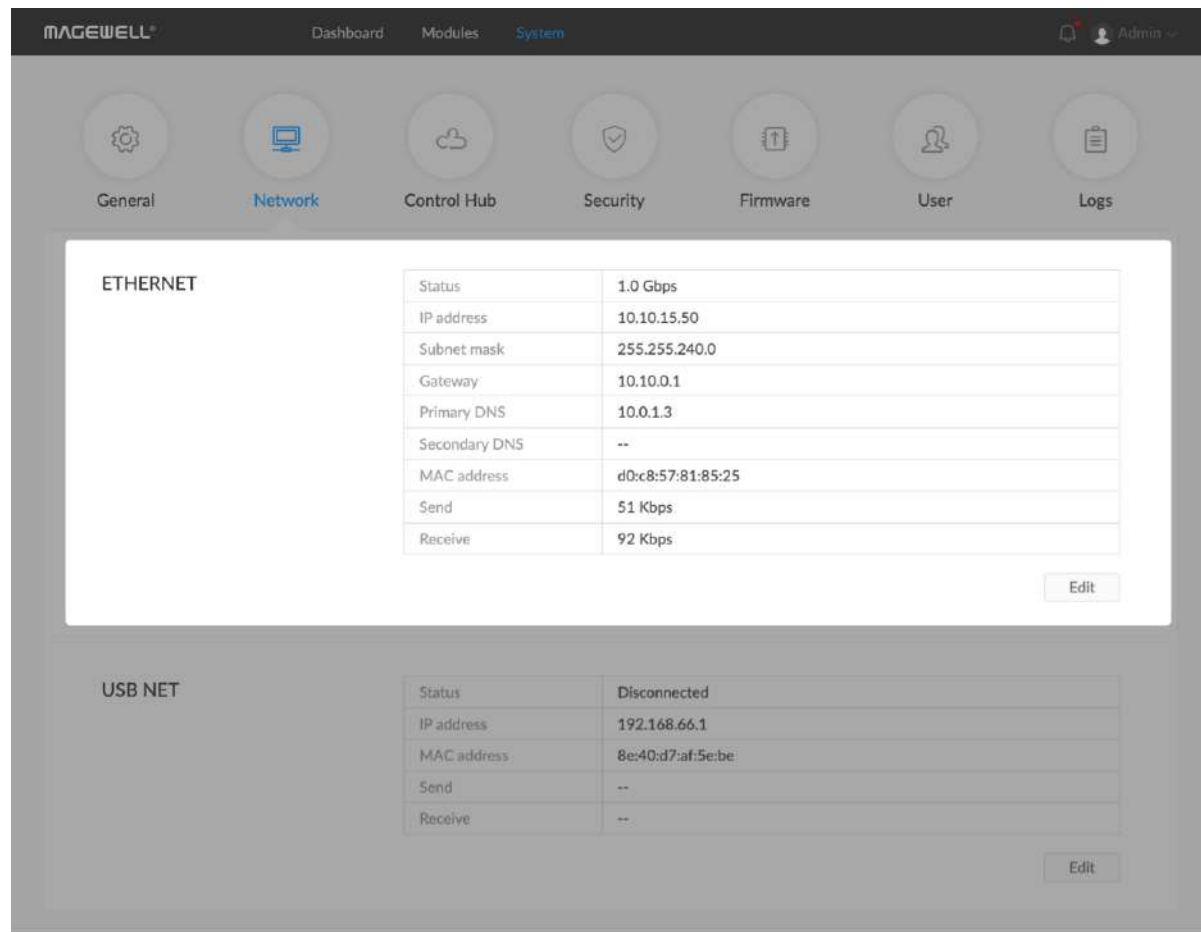 MAGEWELL®
Dashboard Modules System
Admin
General Network Control Hub Security Firmware User Logs
ETHERNET
Status 1.0 Gbps
IP address 10.10.15.50
Subnet mask 255.255.240.0
Gateway 10.10.0.1
Primary DNS 10.0.1.3
Secondary DNS --
MAC address d0:c8:57:81:85:25
Send 51 Kbps
Receive 92 Kbps
Edit
USB NET
Status Disconnected
IP address 192.168.66.1
MAC address 8e:40:d7:af:5e:be
Send --
Receive --
Edit